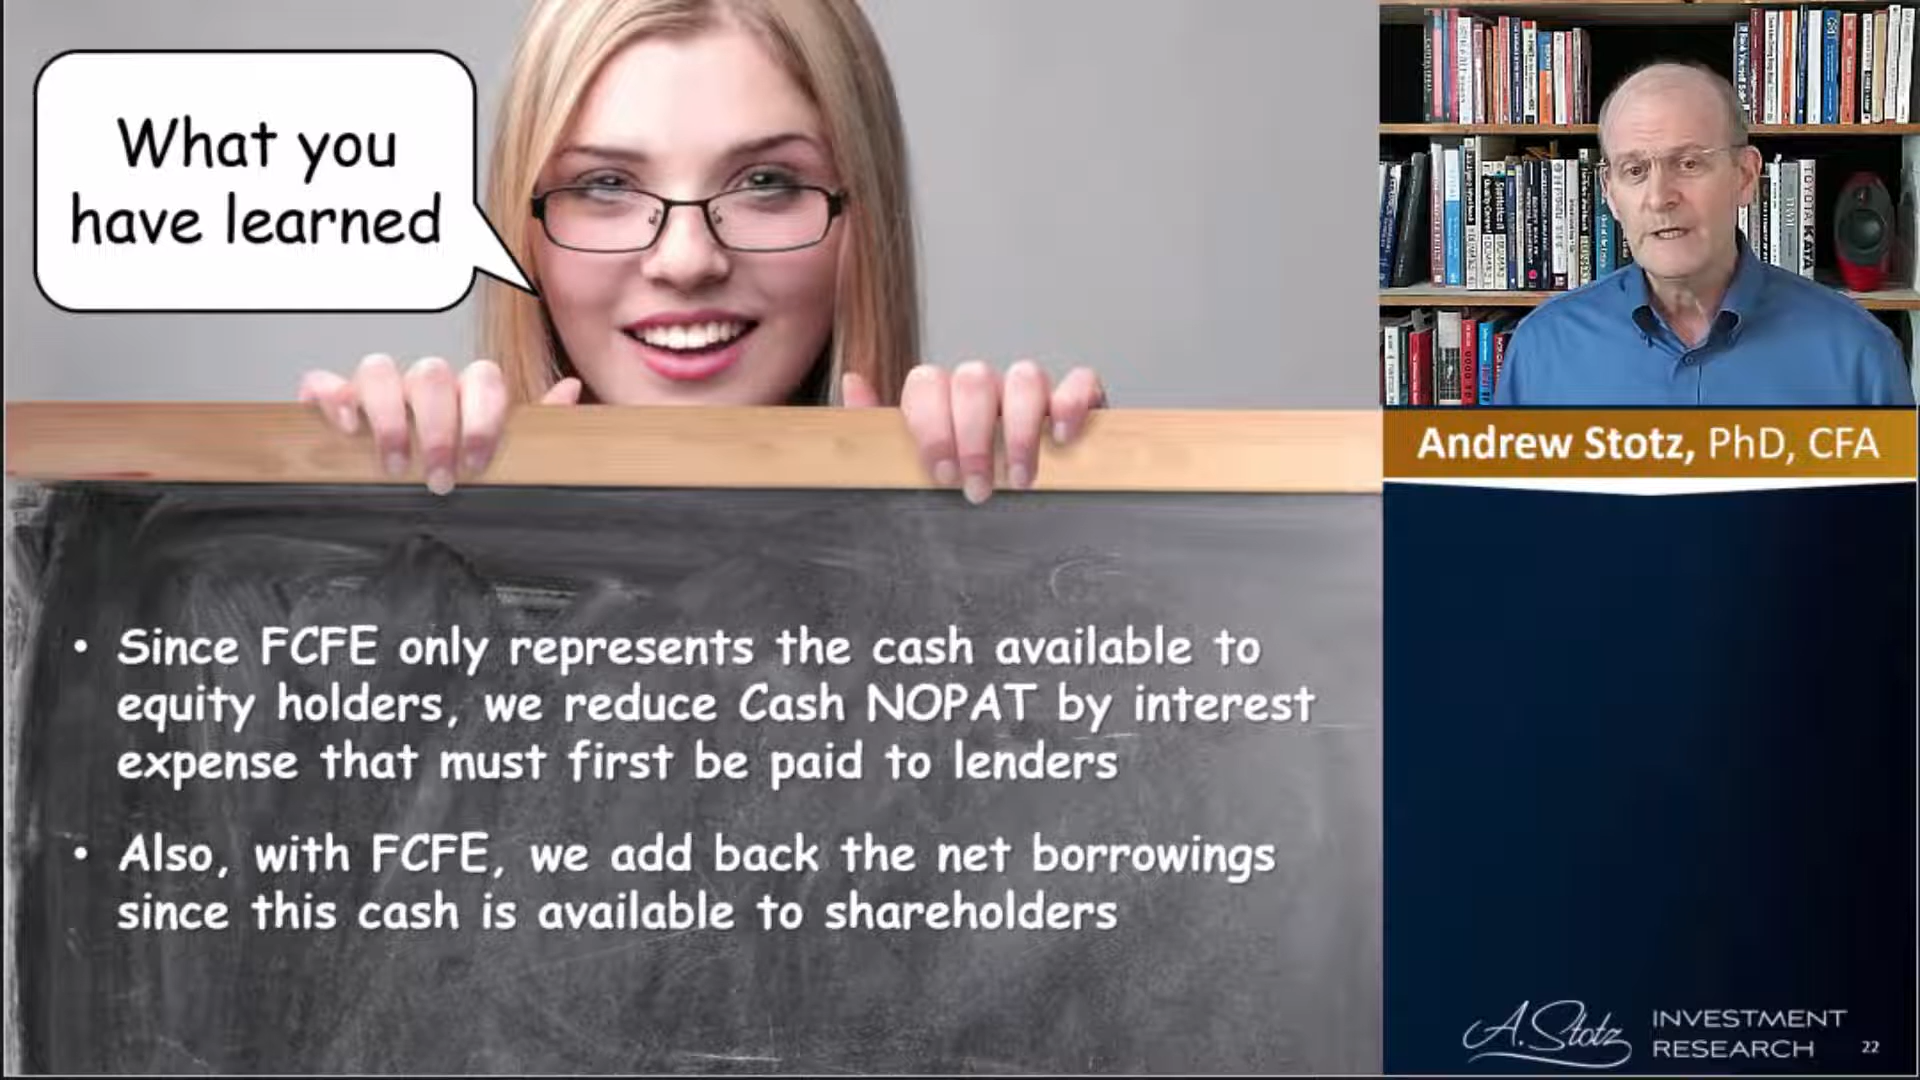 What you
have learned
• Since FCFE only represents the cash available to
equity holders, we reduce Cash NOPAT by interest
expense that must first be paid to lenders
• Also, with FCFE, we add back the net borrowings
since this cash is available to shareholders
TOYOTA KATA
Andrew Stotz, PhD, CFA
A. Stotz
INVESTMENT
RESEARCH
22